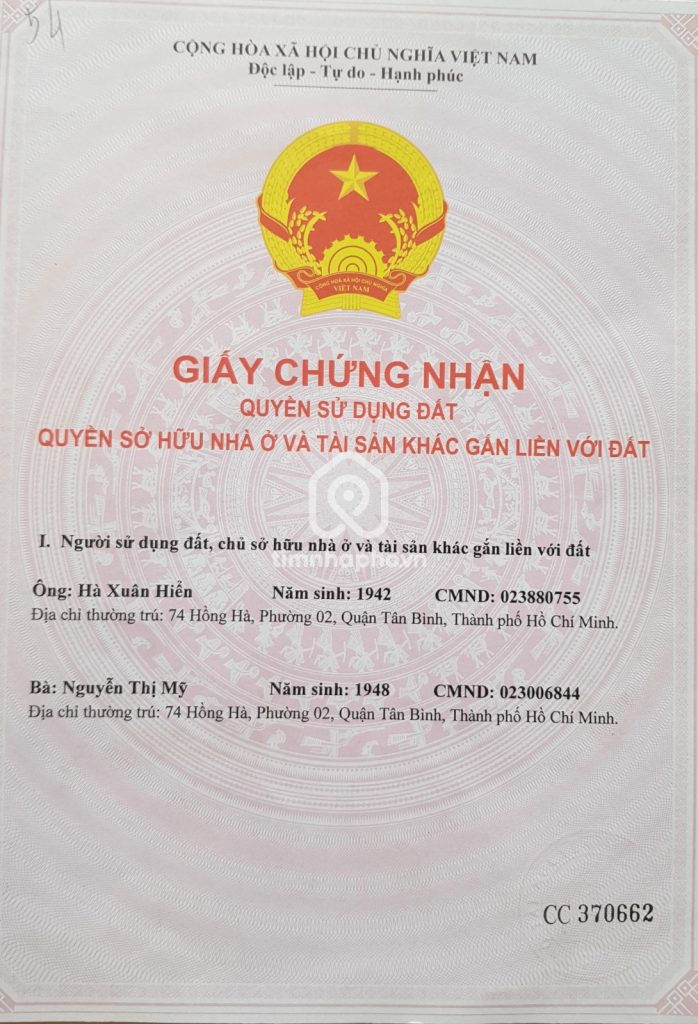 54
CỘNG HÒA XÃ HỘI CHỦ NGHĨA VIỆT NAM
Độc lập - Tự do - Hạnh phúc
CỘNG HOÀ XÃ HỘI CHỦ NGHĨA
VIỆT NAM
GIẤY CHỨNG NHẬN
QUYỀN SỬ DỤNG ĐẤT
QUYỀN SỞ HỮU NHÀ Ở VÀ TÀI SẢN KHÁC GẮN LIỀN VỚI ĐẤT
I. Người sử dụng đất, chủ sở hữu nhà ở và tài sản khác gắn liền với đất
timnhapho.vn
Ông: Hà Xuân Hiển Năm sinh: 1942 CMND: 023880755
Địa chỉ thường trú: 74 Hồng Hà, Phường 02, Quận Tân Bình, Thành phố Hồ Chí Minh.
Bà: Nguyễn Thị Mỹ Năm sinh: 1948 CMND: 023006844
Địa chỉ thường trú: 74 Hồng Hà, Phường 02, Quận Tân Bình, Thành phố Hồ Chí Minh.
CC 370662